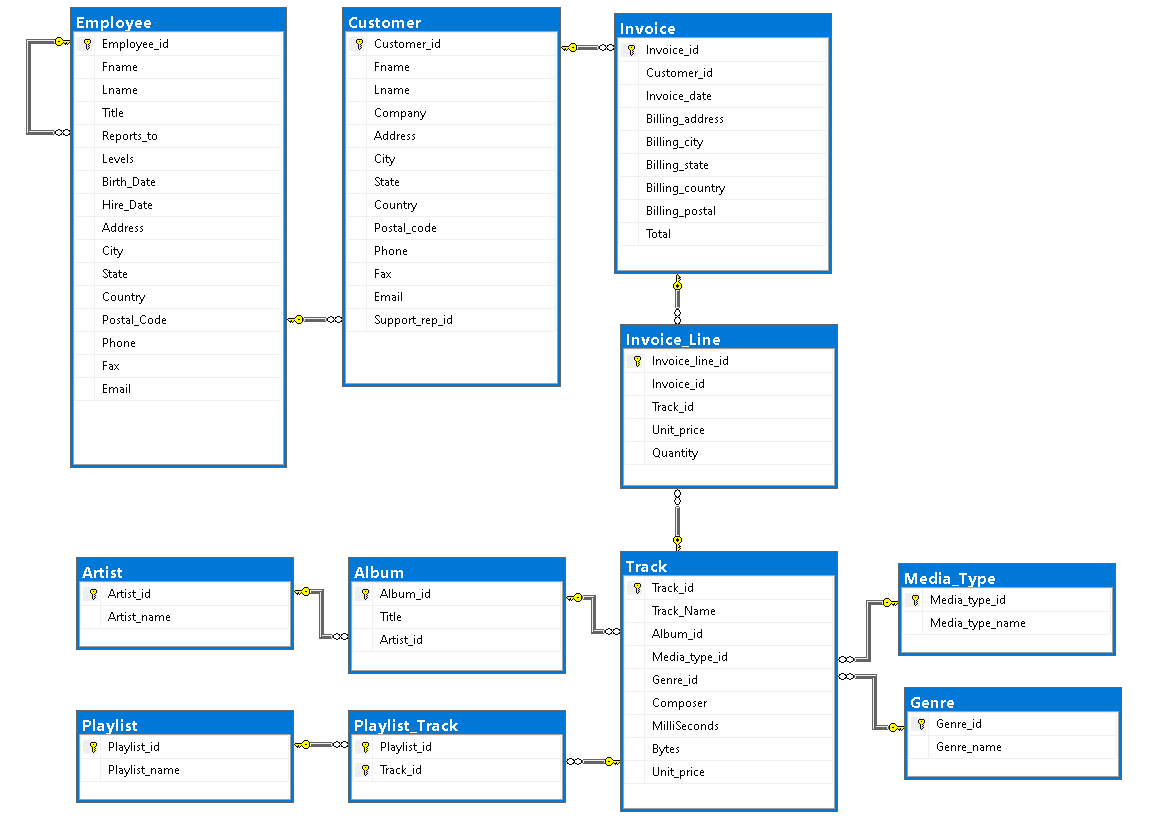 Employee
Employee_id
Fname
Lname
Title
Reports_to
Levels
Birth_Date
Hire_Date
Address
City
State
Country
Postal_Code
Phone
Fax
Email
Customer
Customer_id
Fname
Lname
Company
Address
City
State
Country
Postal_code
Phone
Fax
Email
Support_rep_id
Invoice
Invoice_id
Customer_id
Invoice_date
Billing_address
Billing_city
Billing_state
Billing_country
Billing_postal
Total
Invoice_Line
Invoice_line_id
Invoice_id
Track_id
Unit_price
Quantity
Artist
Artist_id
Artist_name
Album
Album_id
Title
Artist_id
Track
Track_id
Track_Name
Album_id
Media_type_id
Genre_id
Composer
MilliSeconds
Bytes
Unit_price
Media_Type
Media_type_id
Media_type_name
Genre
Genre_id
Genre_name
Playlist
Playlist_id
Playlist_name
Playlist_Track
Playlist_id
Track_id